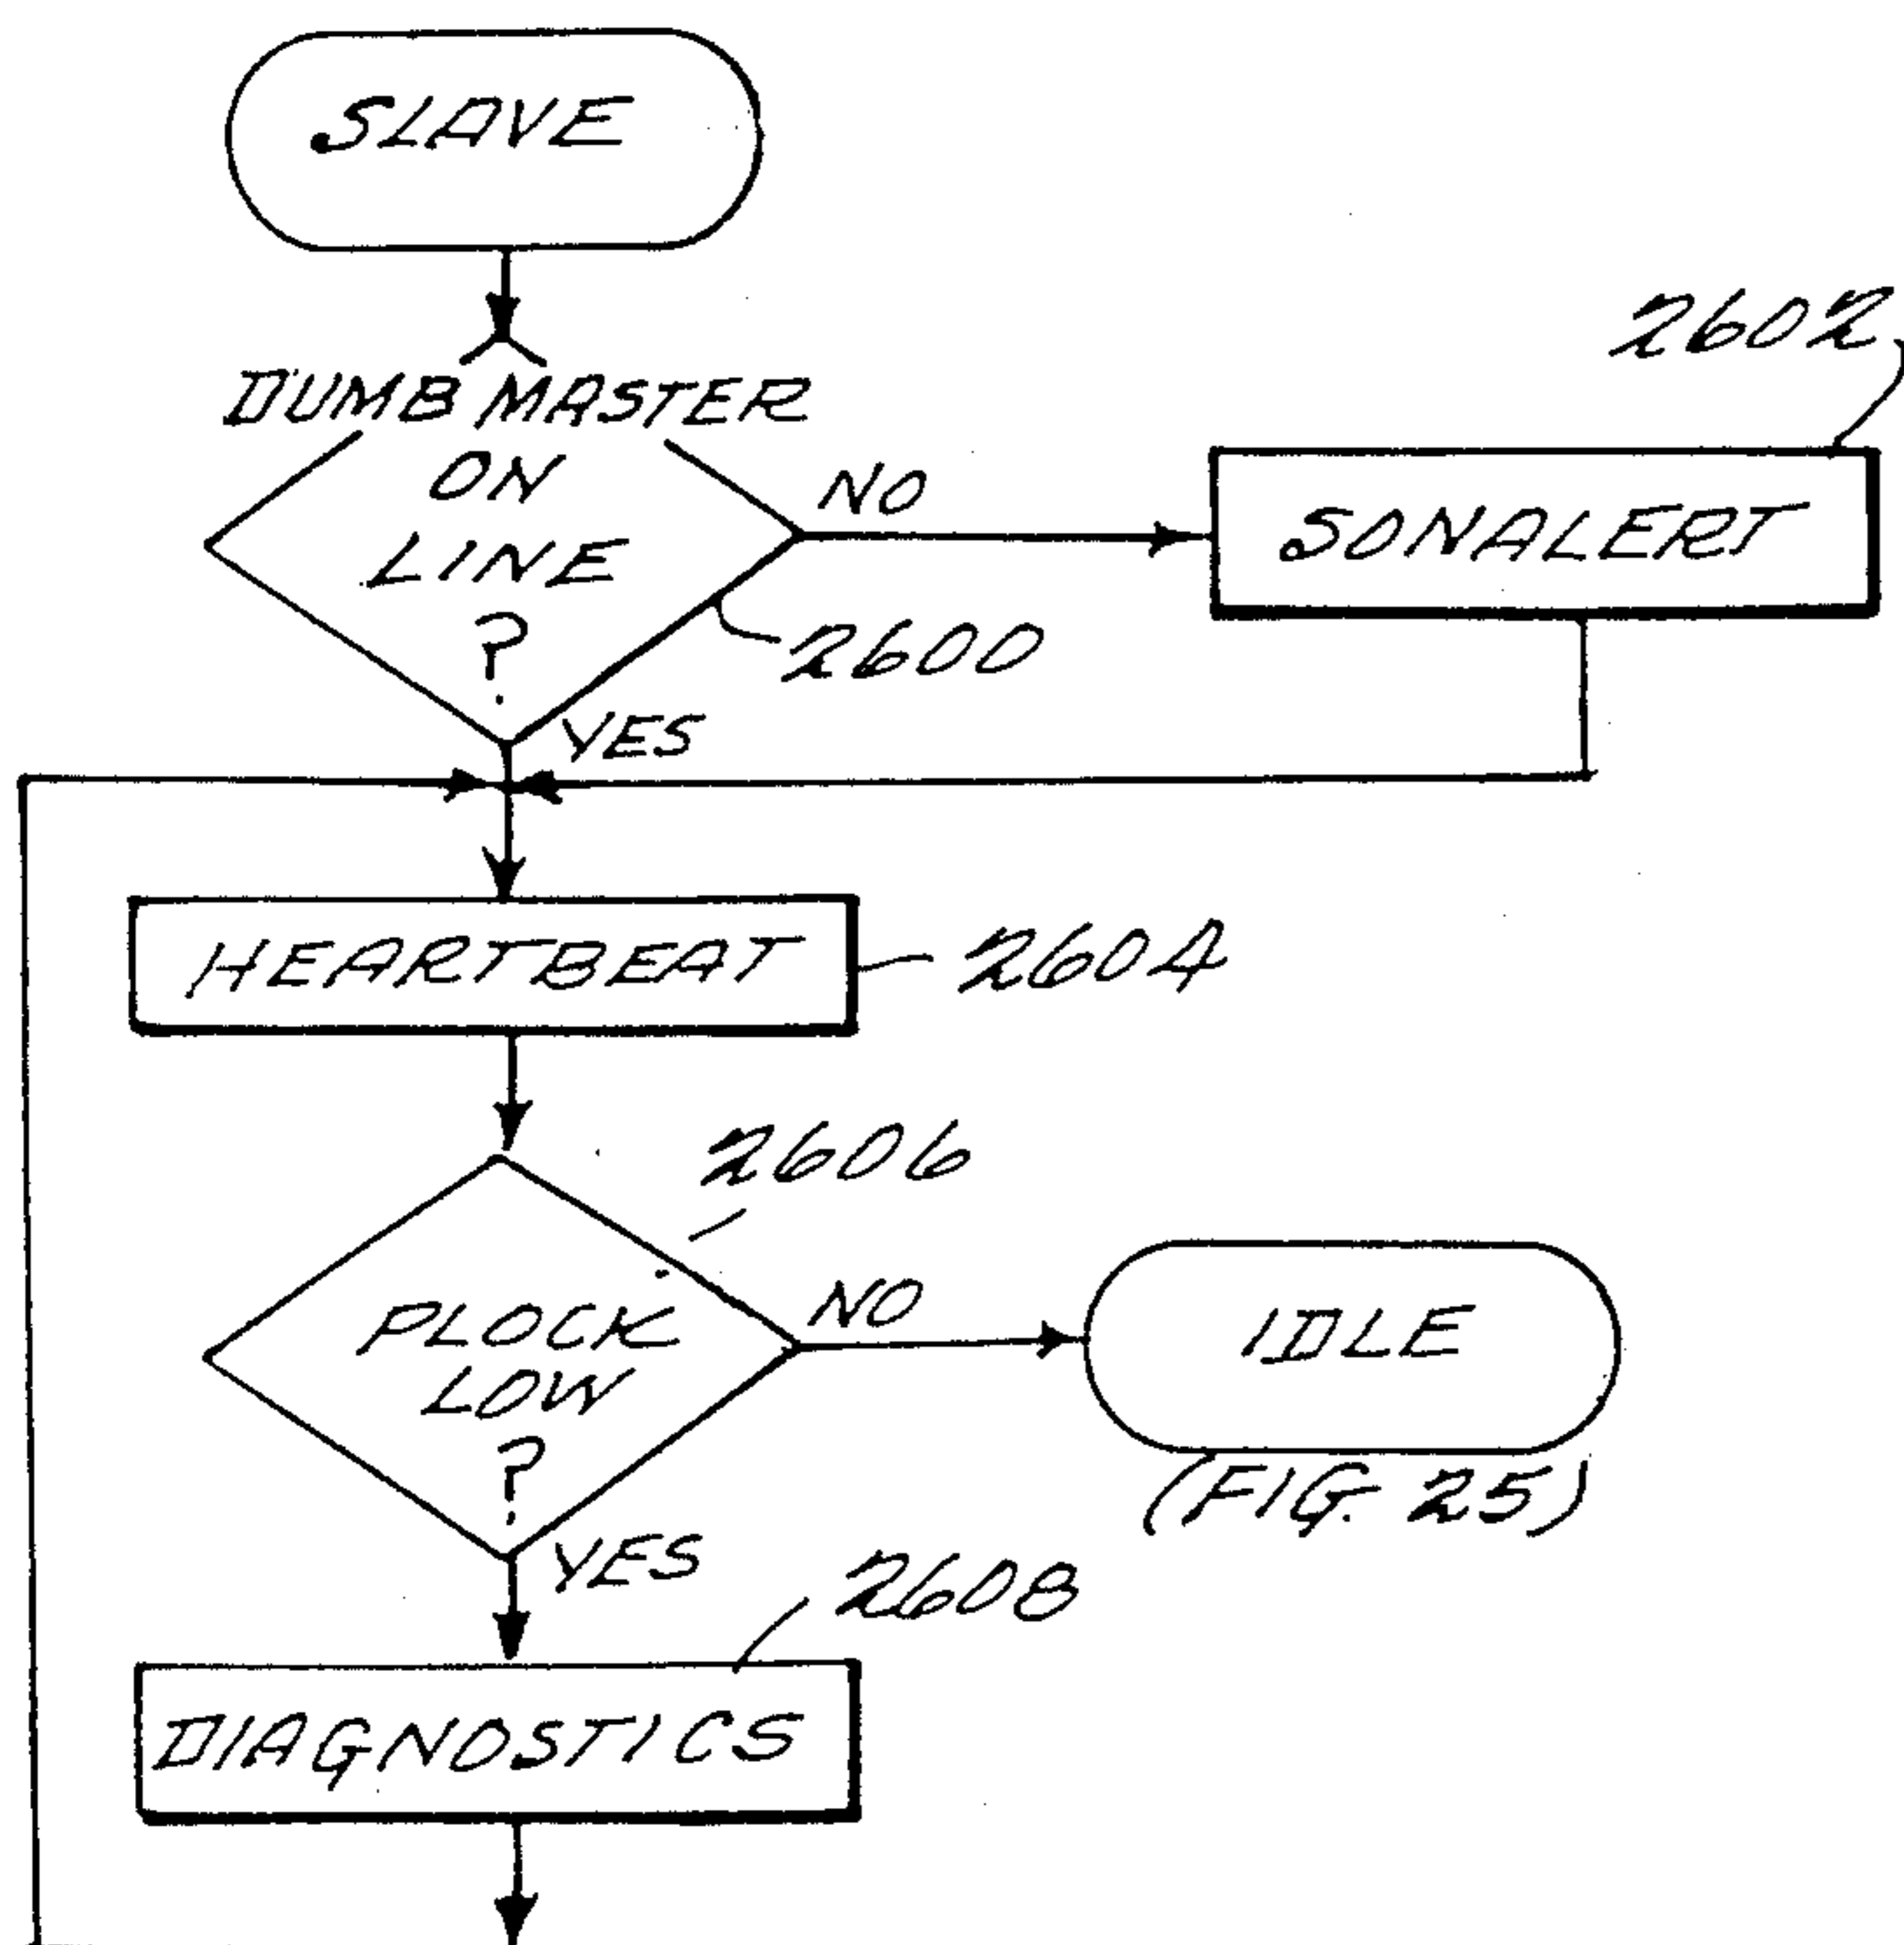 SLAVE
2602
DUMB MASTER
ON
LINE
?
NO
SONALERT
2600
YES
HEARTBEAT
2604
2606
PLOCK
LOW
?
NO
IDLE
(FIG. 25)
YES
2608
DIAGNOSTICS